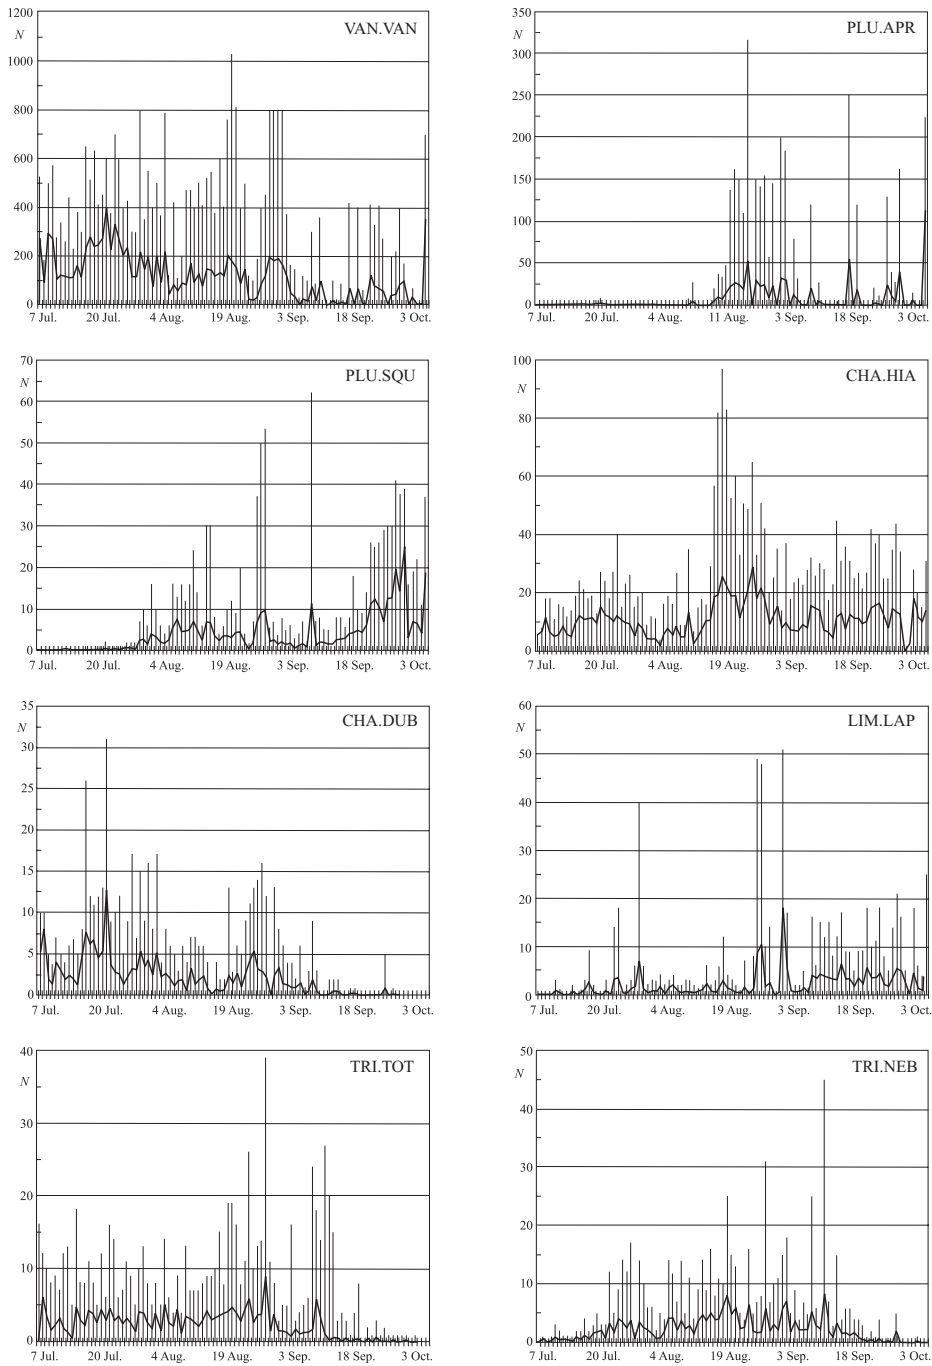 1200
N
VAN.VAN
1000
800
600
400
200
0
7 Jul. 20 Jul. 4 Aug. 19 Aug. 3 Sep. 18 Sep. 3 Oct.
350
N
PLU.APR
300
250
200
150
100
50
0
7 Jul. 20 Jul. 4 Aug. 11 Aug. 3 Sep. 18 Sep. 3 Oct.
70
N
PLU.SQU
60
50
40
30
20
10
0
7 Jul. 20 Jul. 4 Aug. 19 Aug. 3 Sep. 18 Sep. 3 Oct.
100
N
CHA.HIA
80
60
40
20
0
7 Jul. 20 Jul. 4 Aug. 19 Aug. 3 Sep. 18 Sep. 3 Oct.
35
N
CHA.DUB
30
25
20
15
10
5
0
7 Jul. 20 Jul. 4 Aug. 19 Aug. 3 Sep. 18 Sep. 3 Oct.
60
N
LIM.LAP
50
40
30
20
10
0
7 Jul. 20 Jul. 4 Aug. 19 Aug. 3 Sep. 18 Sep. 3 Oct.
40
N
TRI.TOT
30
20
10
0
7 Jul. 20 Jul. 4 Aug. 19 Aug. 3 Sep. 18 Sep. 3 Oct.
50
N
TRI.NEB
40
30
20
10
0
7 Jul. 20 Jul. 4 Aug. 19 Aug. 3 Sep. 18 Sep. 3 Oct.